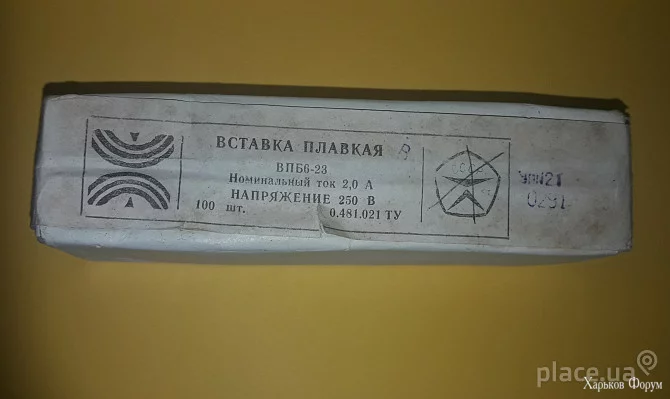 ВСТАВКА ПЛАВКАЯ
ВПБ6-23
Номинальный ток 2,0 А
НАПРЯЖЕНИЕ 250 В
100 шт. 0.481.021 ТУ
0291
place.ua
Харьков Форум